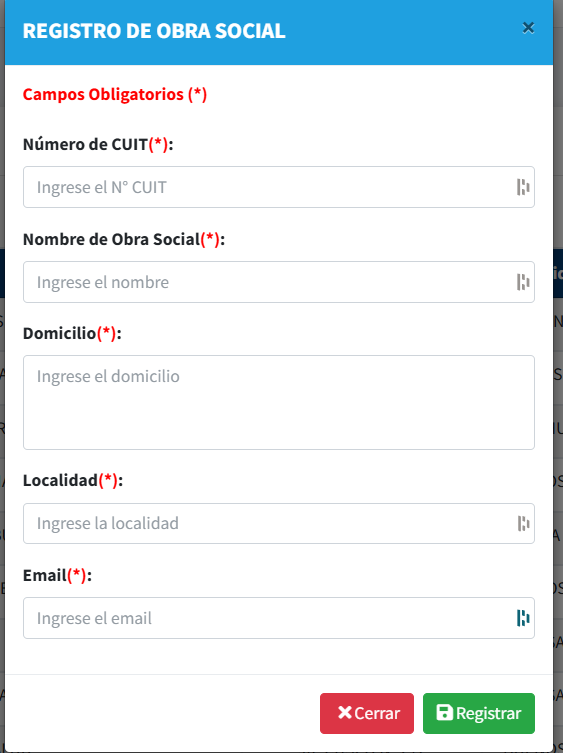 REGISTRO DE OBRA SOCIAL ×
Campos Obligatorios (*)
Número de CUIT(*):
Ingrese el N° CUIT
Nombre de Obra Social(*):
Ingrese el nombre
Domicilio(*):
Ingrese el domicilio
Localidad(*):
Ingrese la localidad
Email(*):
Ingrese el email
Cerrar Registrar